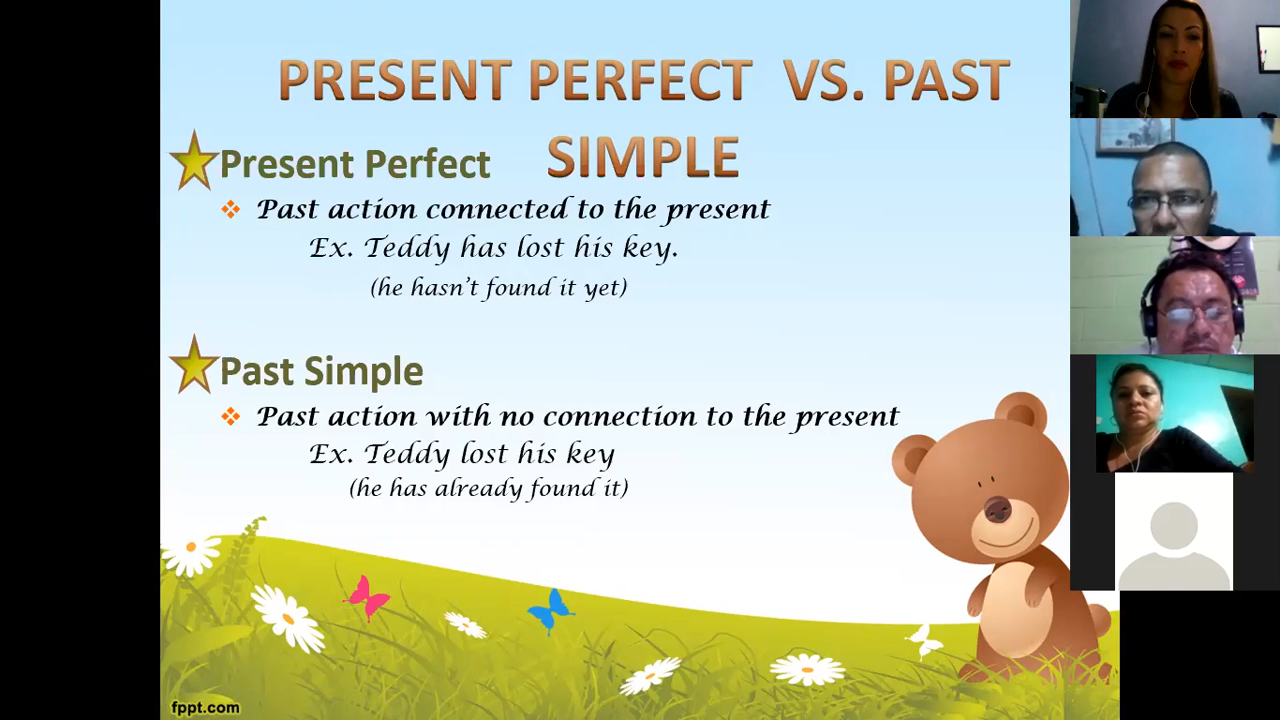 PRESENT PERFECT VS. PAST
SIMPLE
Present Perfect
Past action connected to the present
Ex. Teddy has lost his key.
(he hasn't found it yet)
Past Simple
Past action with no connection to the present
Ex. Teddy lost his key
(he has already found it)
fppt.com